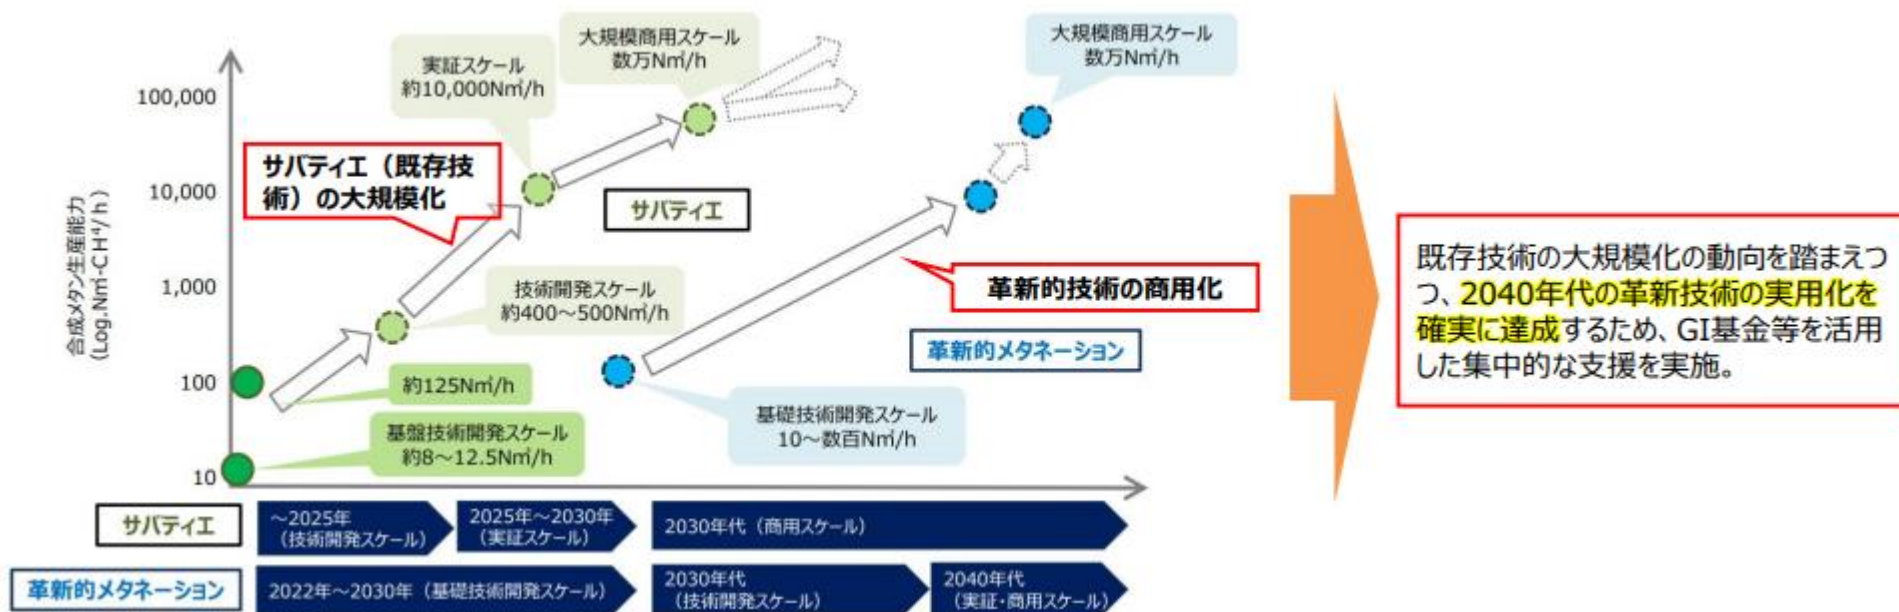 大規模商用スケール
数万N㎥/h
実証スケール
約10,000N㎥/h
大規模商用スケール
数万N㎥/h
合成メタン生産能力
(Log.N㎥-CH⁴/h)
100,000
10,000
1,000
100
10
サバティエ（既存技
術）の大規模化
サバティエ
技術開発スケール
約400～500N㎥/h
革新的技術の商用化
革新的メタネーション
約125N㎥/h
基盤技術開発スケール
約8～12.5N㎥/h
基礎技術開発スケール
10～数百N㎥/h
サバティエ
～2025年
（技術開発スケール）
2025年～2030年
（実証スケール）
2030年代（商用スケール）
革新的メタネーション
2022年～2030年（基礎技術開発スケール）
2030年代
（技術開発スケール）
2040年代
（実証・商用スケール）
既存技術の大規模化の動向を踏まえつ
つ、2040年代の革新技術の実用化を
確実に達成するため、GI基金等を活用
した集中的な支援を実施。